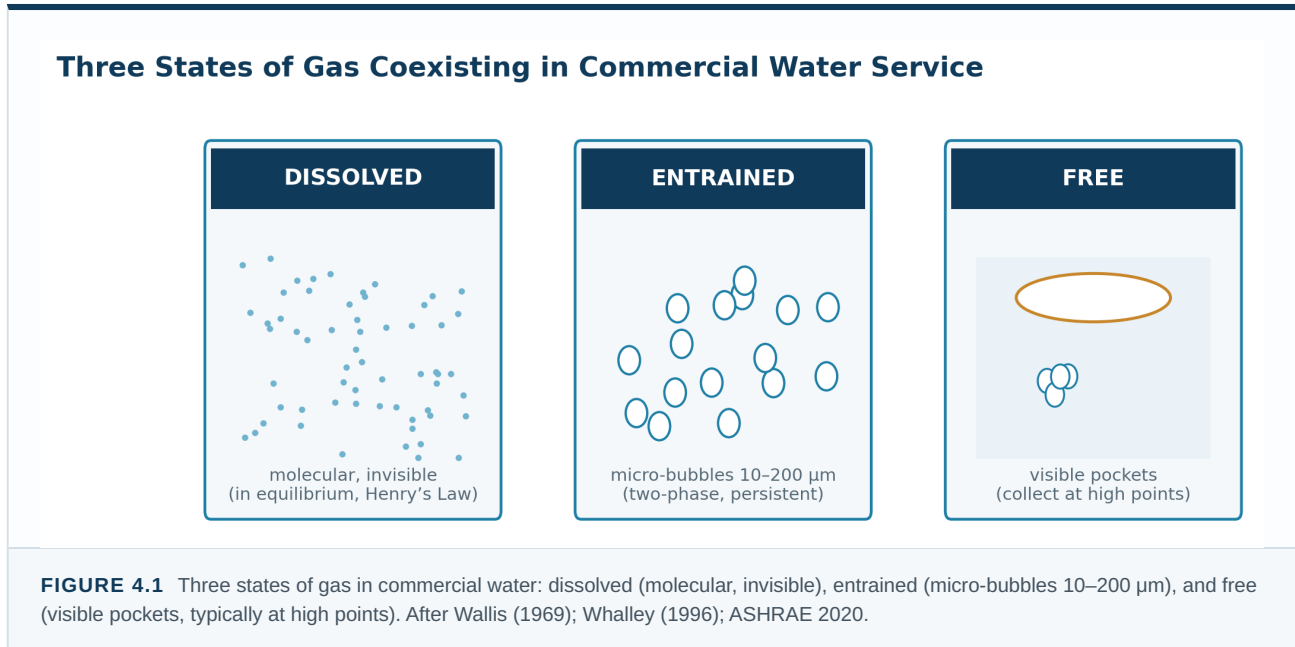 Three States of Gas Coexisting in Commercial Water Service
DISSOLVED
molecular, invisible
(in equilibrium, Henry’s Law)
ENTRAINED
micro-bubbles 10–200 μm
(two-phase, persistent)
FREE
visible pockets
(collect at high points)
FIGURE 4.1 Three states of gas in commercial water: dissolved (molecular, invisible), entrained (micro-bubbles 10–200 μm), and free
(visible pockets, typically at high points). After Wallis (1969); Whalley (1996); ASHRAE 2020.